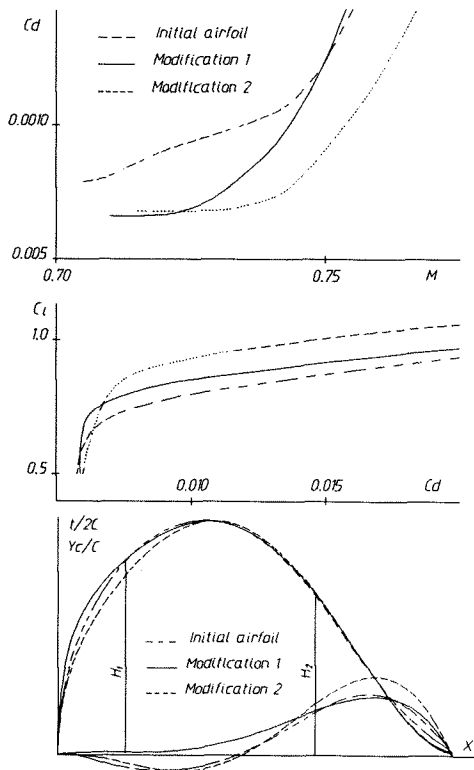 Cd
Initial airfoil
Modification 1
Modification 2
0.0010
0.005
0.70
0.75
M
Cl
1.0
0.5
0.010
0.015
Cd
t/2C
Yc/C
Initial airfoil
Modification 1
Modification 2
H1
H2
X